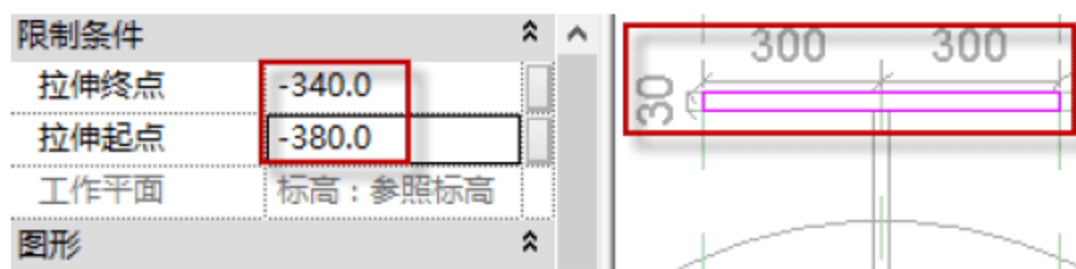 限制条件
拉伸终点 -340.0
拉伸起点 -380.0
工作平面 标高：参照标高
图形
300 300
30